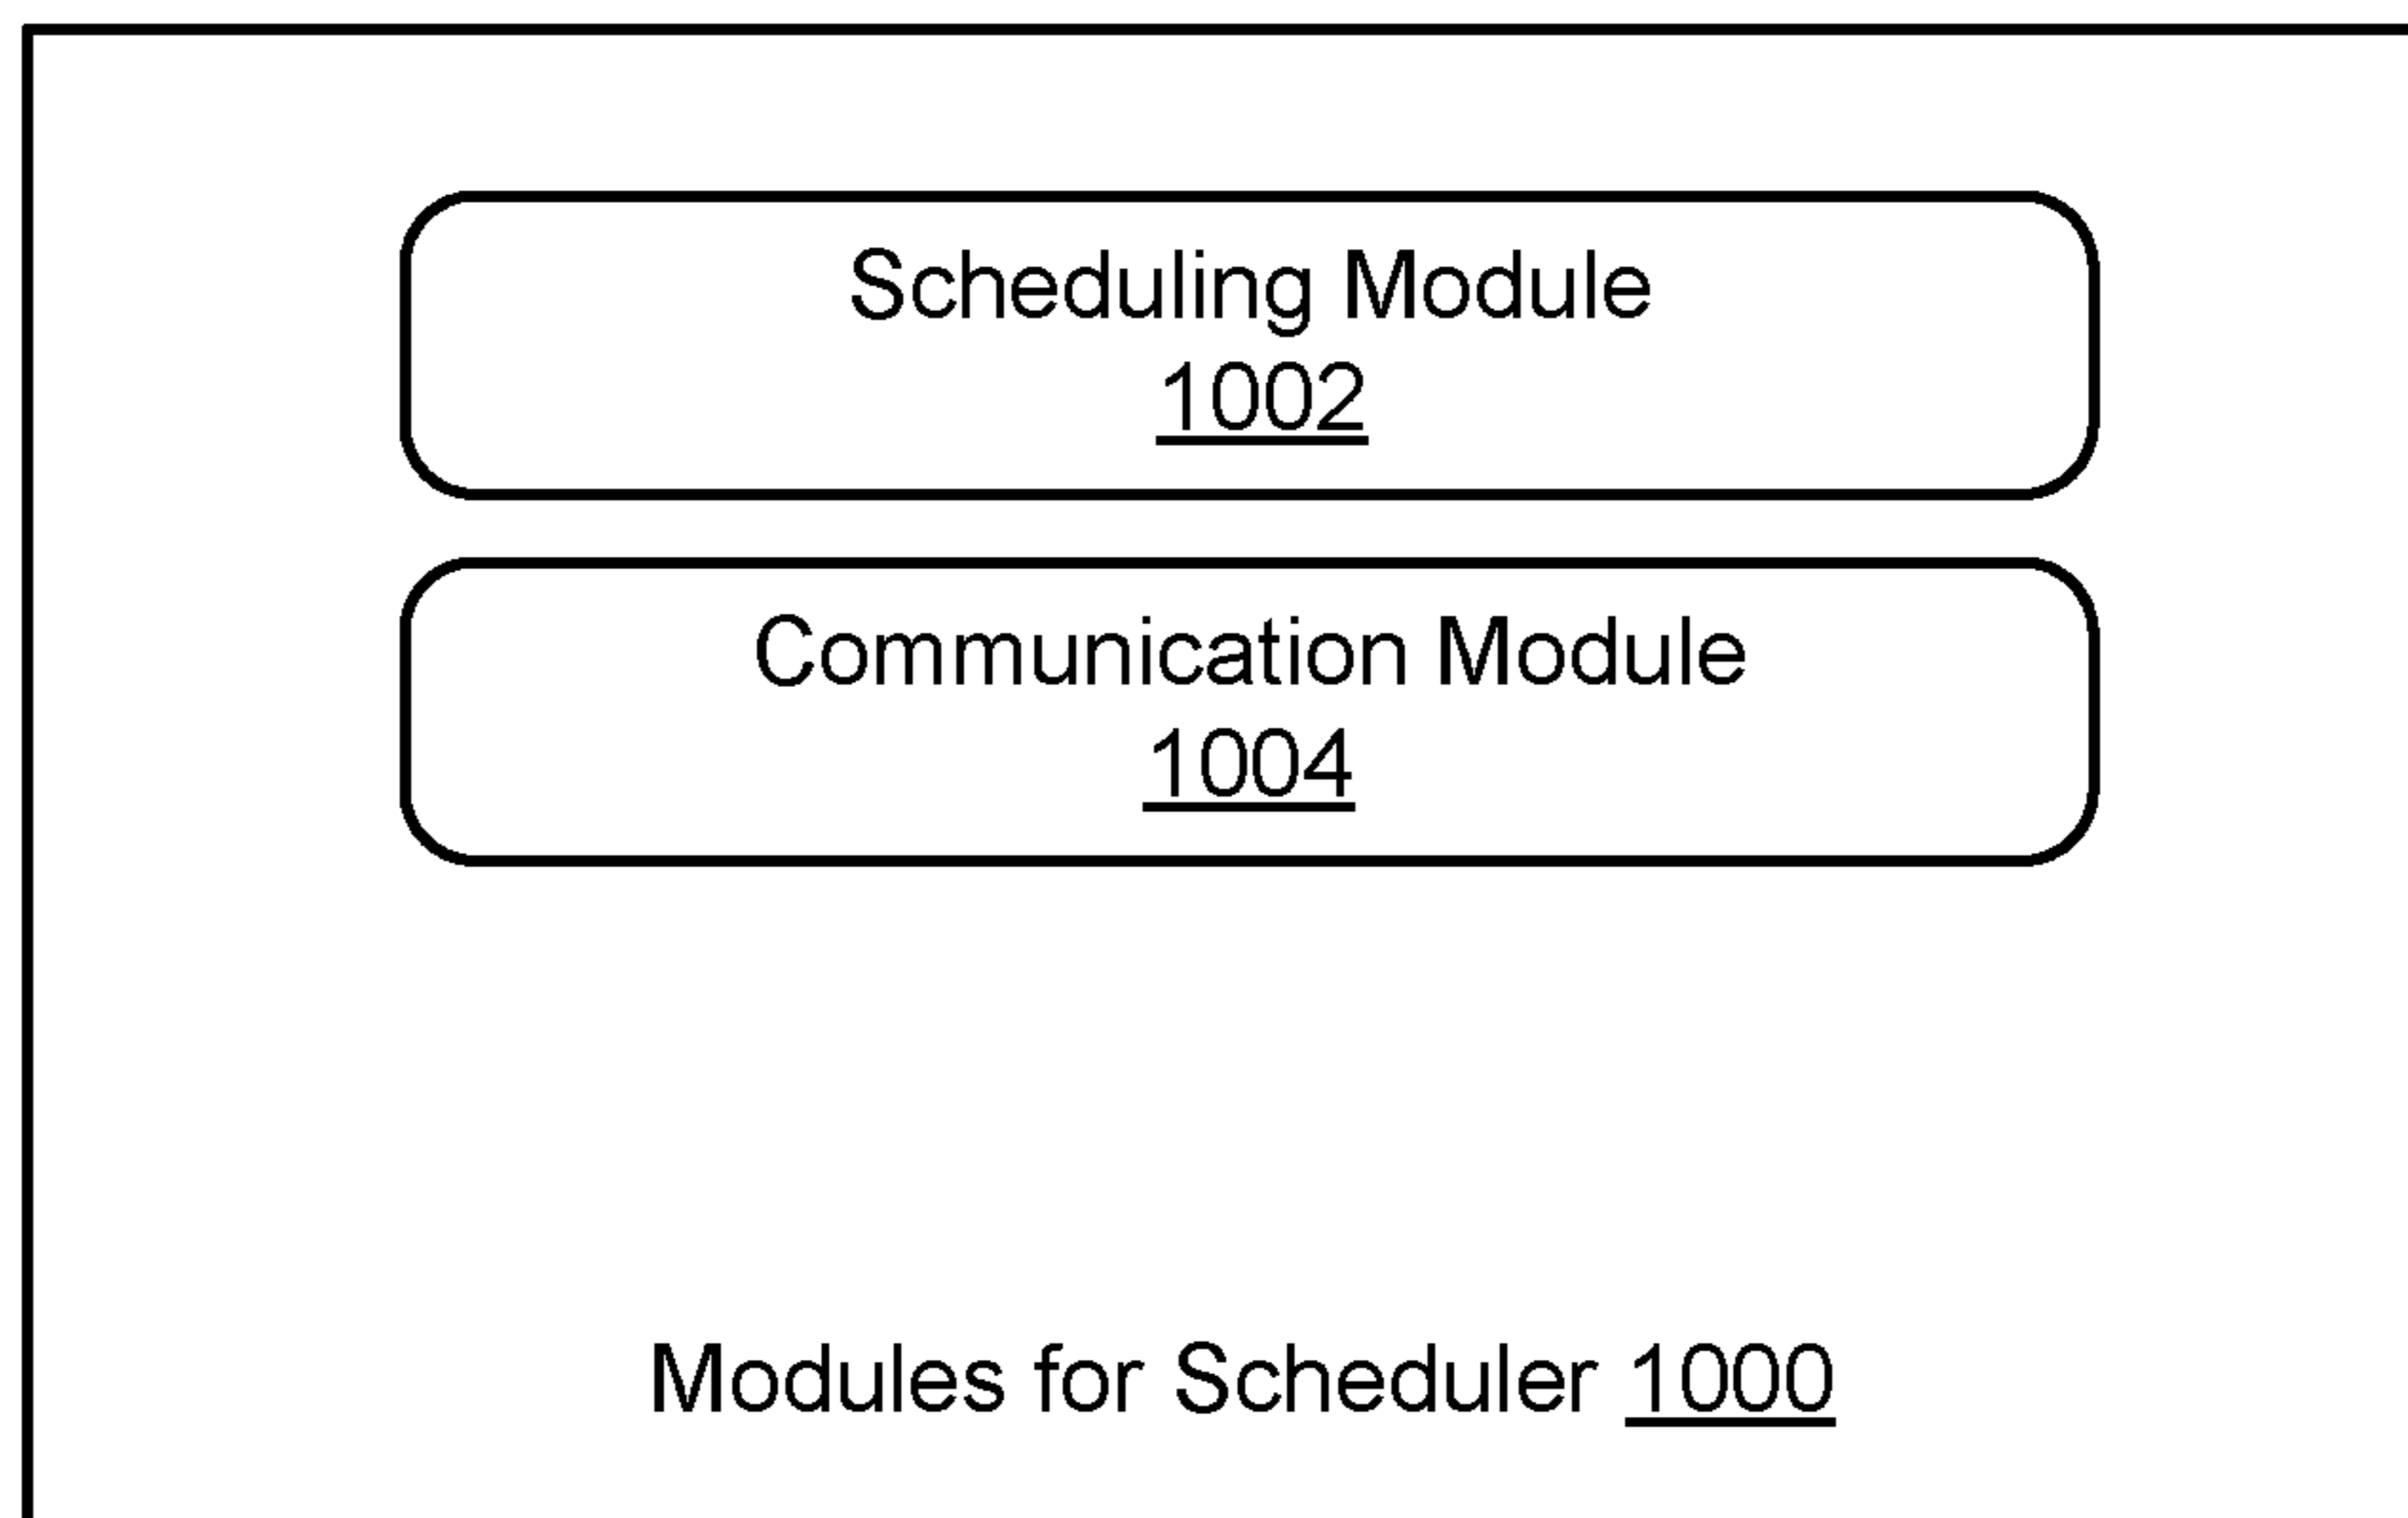 Scheduling Module
1002
Communication Module
1004
Modules for Scheduler 1000